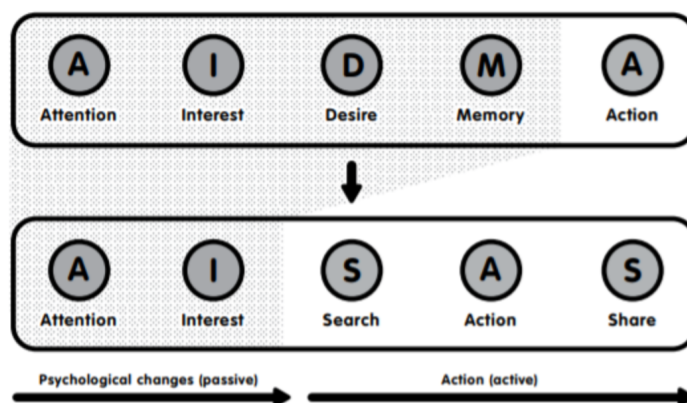 A I D M A
Attention Interest Desire Memory Action
A I S A S
Attention Interest Search Action Share
Psychological changes (passive) Action (active)